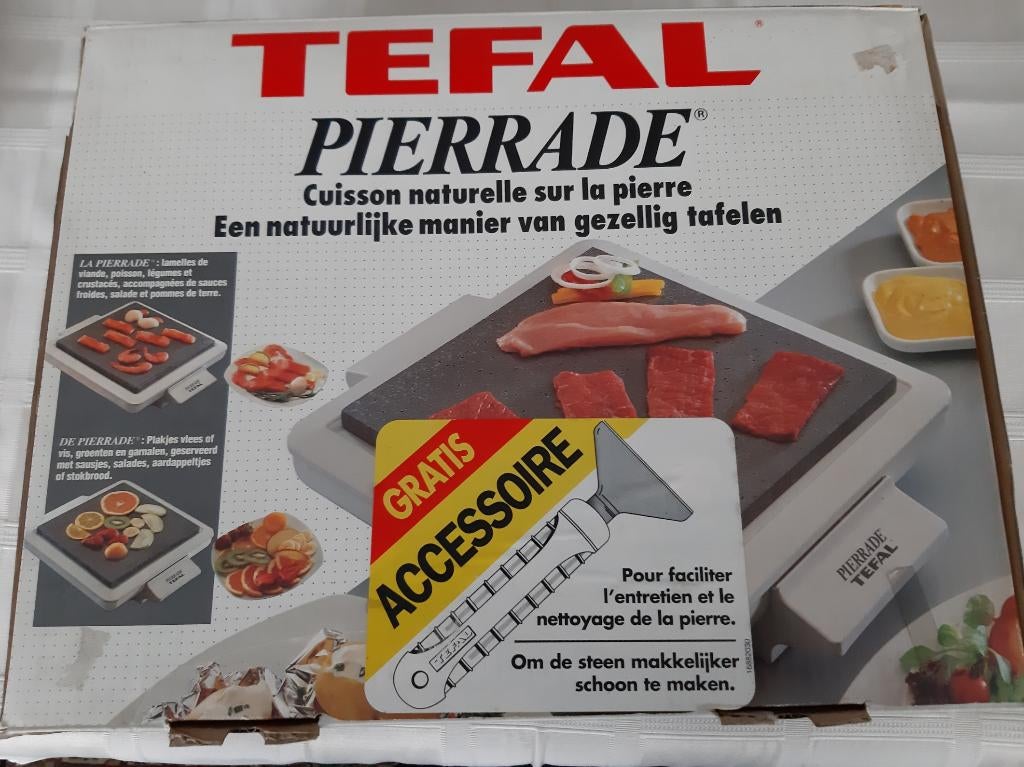 TEFAL®
PIERRADE®
Cuisson naturelle sur la pierre
Een natuurlijke manier van gezellig tafelen
LA PIERRADE® : lamelles de
viande, poisson, légumes et
crustacés, accompagnées de sauces
froides, salade et pommes de terre.
DE PIERRADE® : Plakjes vlees of
vis, groenten en garnalen, geserveerd
met sausjes, salades, aardappeltjes
of stokbrood.
PIERRADE
TEFAL
GRATIS
ACCESSOIRE
TEFAL
Pour faciliter
l'entretien et le
nettoyage de la pierre.
Om de steen makkelijker
schoon te maken.
16882030